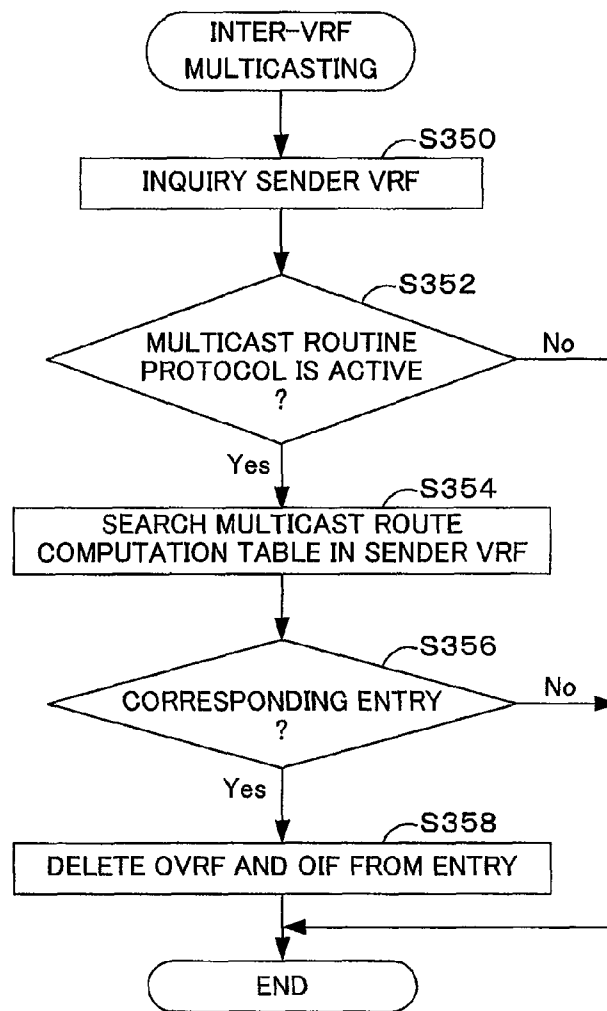 INTER-VRF
MULTICASTING
S350
INQUIRY SENDER VRF
S352
MULTICAST ROUTINE
PROTOCOL IS ACTIVE
?
No
Yes
S354
SEARCH MULTICAST ROUTE
COMPUTATION TABLE IN SENDER VRF
S356
CORRESPONDING ENTRY
?
No
Yes
S358
DELETE OVRF AND OIF FROM ENTRY
END